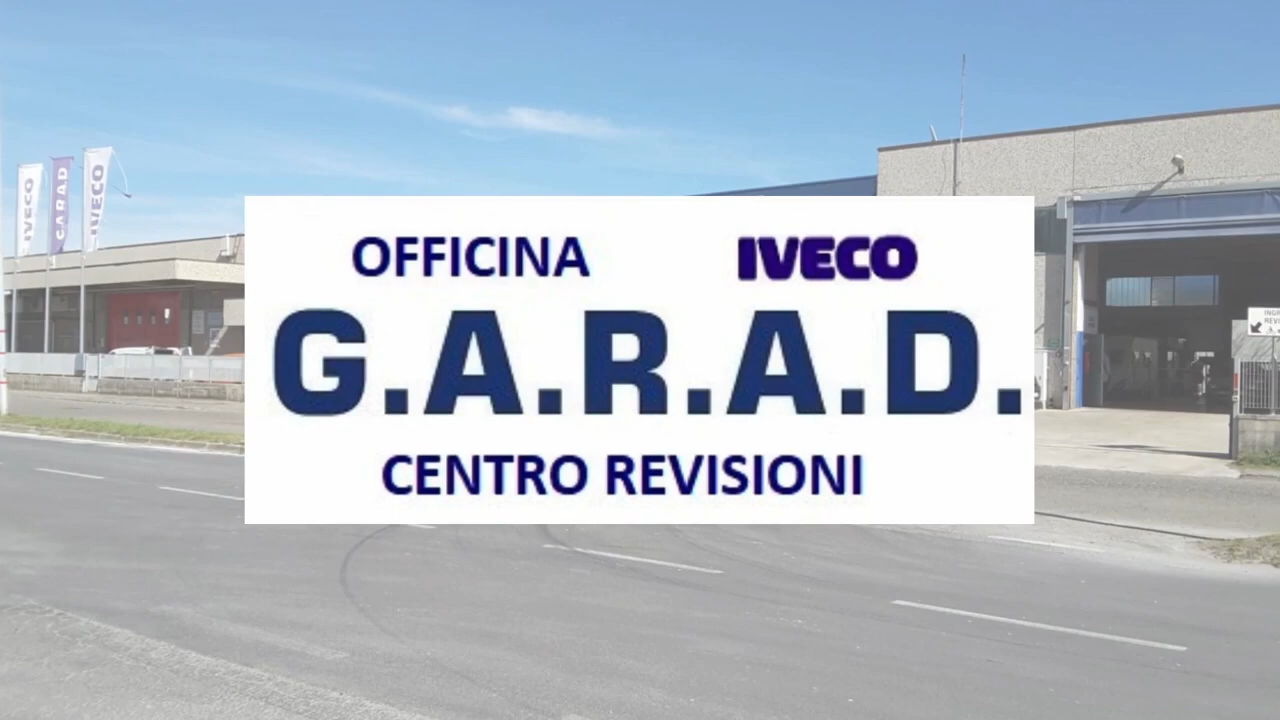 IVECO
GARAD
IVECO
OFFICINA IVECO
G.A.R.A.D.
CENTRO REVISIONI